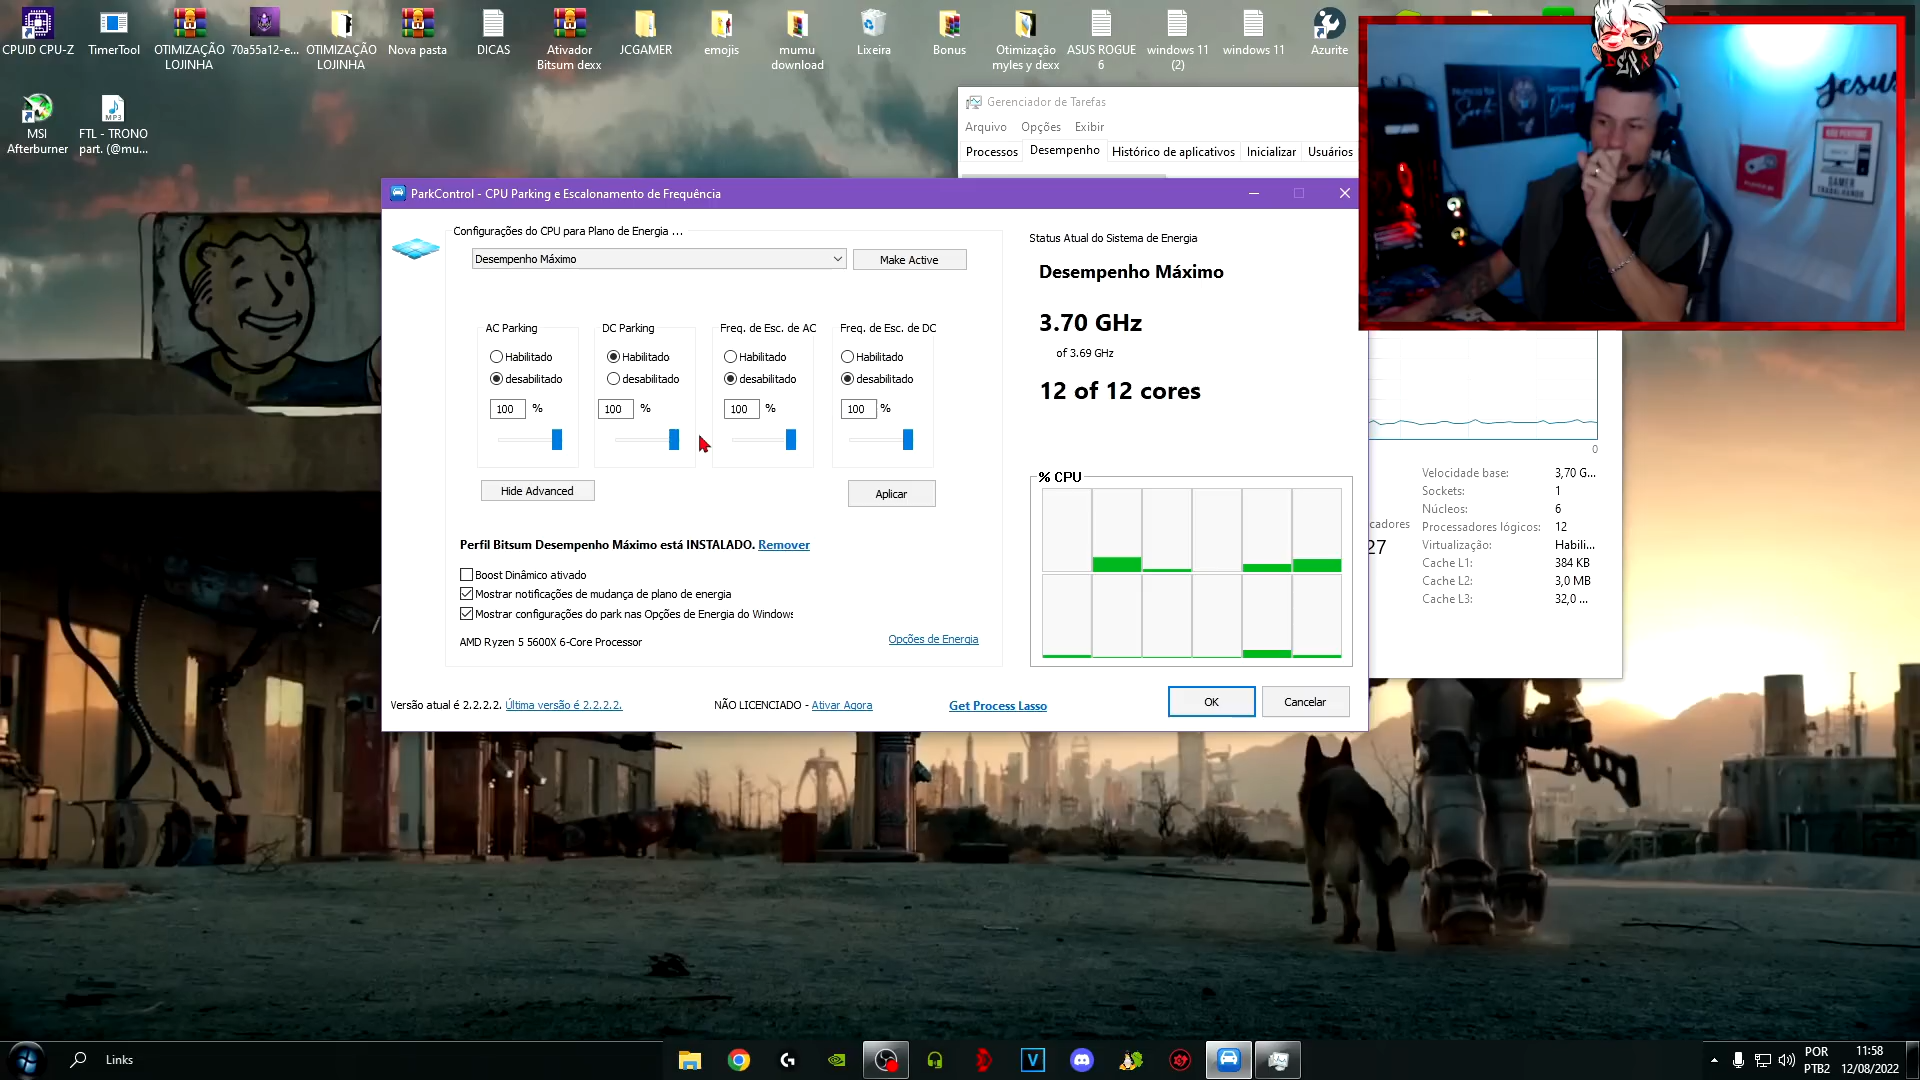 CPUID CPU-Z
TimerTool
OTIMIZAÇÃO
LOJINHA
70a55a12-e...
OTIMIZAÇÃO
LOJINHA
Nova pasta
DICAS
Ativador
Bitsum dexx
JCGAMER
emojis
mumu
download
Lixeira
Bonus
Otimização
myles y dexx
ASUS ROGUE
6
windows 11
(2)
windows 11
Azurite
MSI
Afterburner
MP3
FTL - TRONO
part. (@mu...
Jesus
GAMER
TRABALHANDO
Gerenciador de Tarefas
Arquivo Opções Exibir
Processos Desempenho Histórico de aplicativos Inicializar Usuários
ParkControl - CPU Parking e Escalonamento de Frequência
Configurações do CPU para Plano de Energia ...
Desempenho Máximo
Make Active
AC Parking
DC Parking
Freq. de Esc. de AC
Freq. de Esc. de DC
Habilitado
Habilitado
Habilitado
Habilitado
desabilitado
desabilitado
desabilitado
desabilitado
100 %
100 %
100 %
100 %
Hide Advanced
Aplicar
Perfil Bitsum Desempenho Máximo está INSTALADO. Remover
Boost Dinâmico ativado
Mostrar notificações de mudança de plano de energia
Mostrar configurações do park nas Opções de Energia do Windows
AMD Ryzen 5 5600X 6-Core Processor
Opções de Energia
Versão atual é 2.2.2.2. Última versão é 2.2.2.2.
NÃO LICENCIADO - Ativar Agora
Get Process Lasso
OK
Cancelar
Status Atual do Sistema de Energia
Desempenho Máximo
3.70 GHz
of 3.69 GHz
12 of 12 cores
% CPU
0
cadores
27
Velocidade base: 3,70 G...
Sockets: 1
Núcleos: 6
Processadores lógicos: 12
Virtualização: Habili...
Cache L1: 384 KB
Cache L2: 3,0 MB
Cache L3: 32,0 ...
Links
POR
PTB2
11:58
12/08/2022